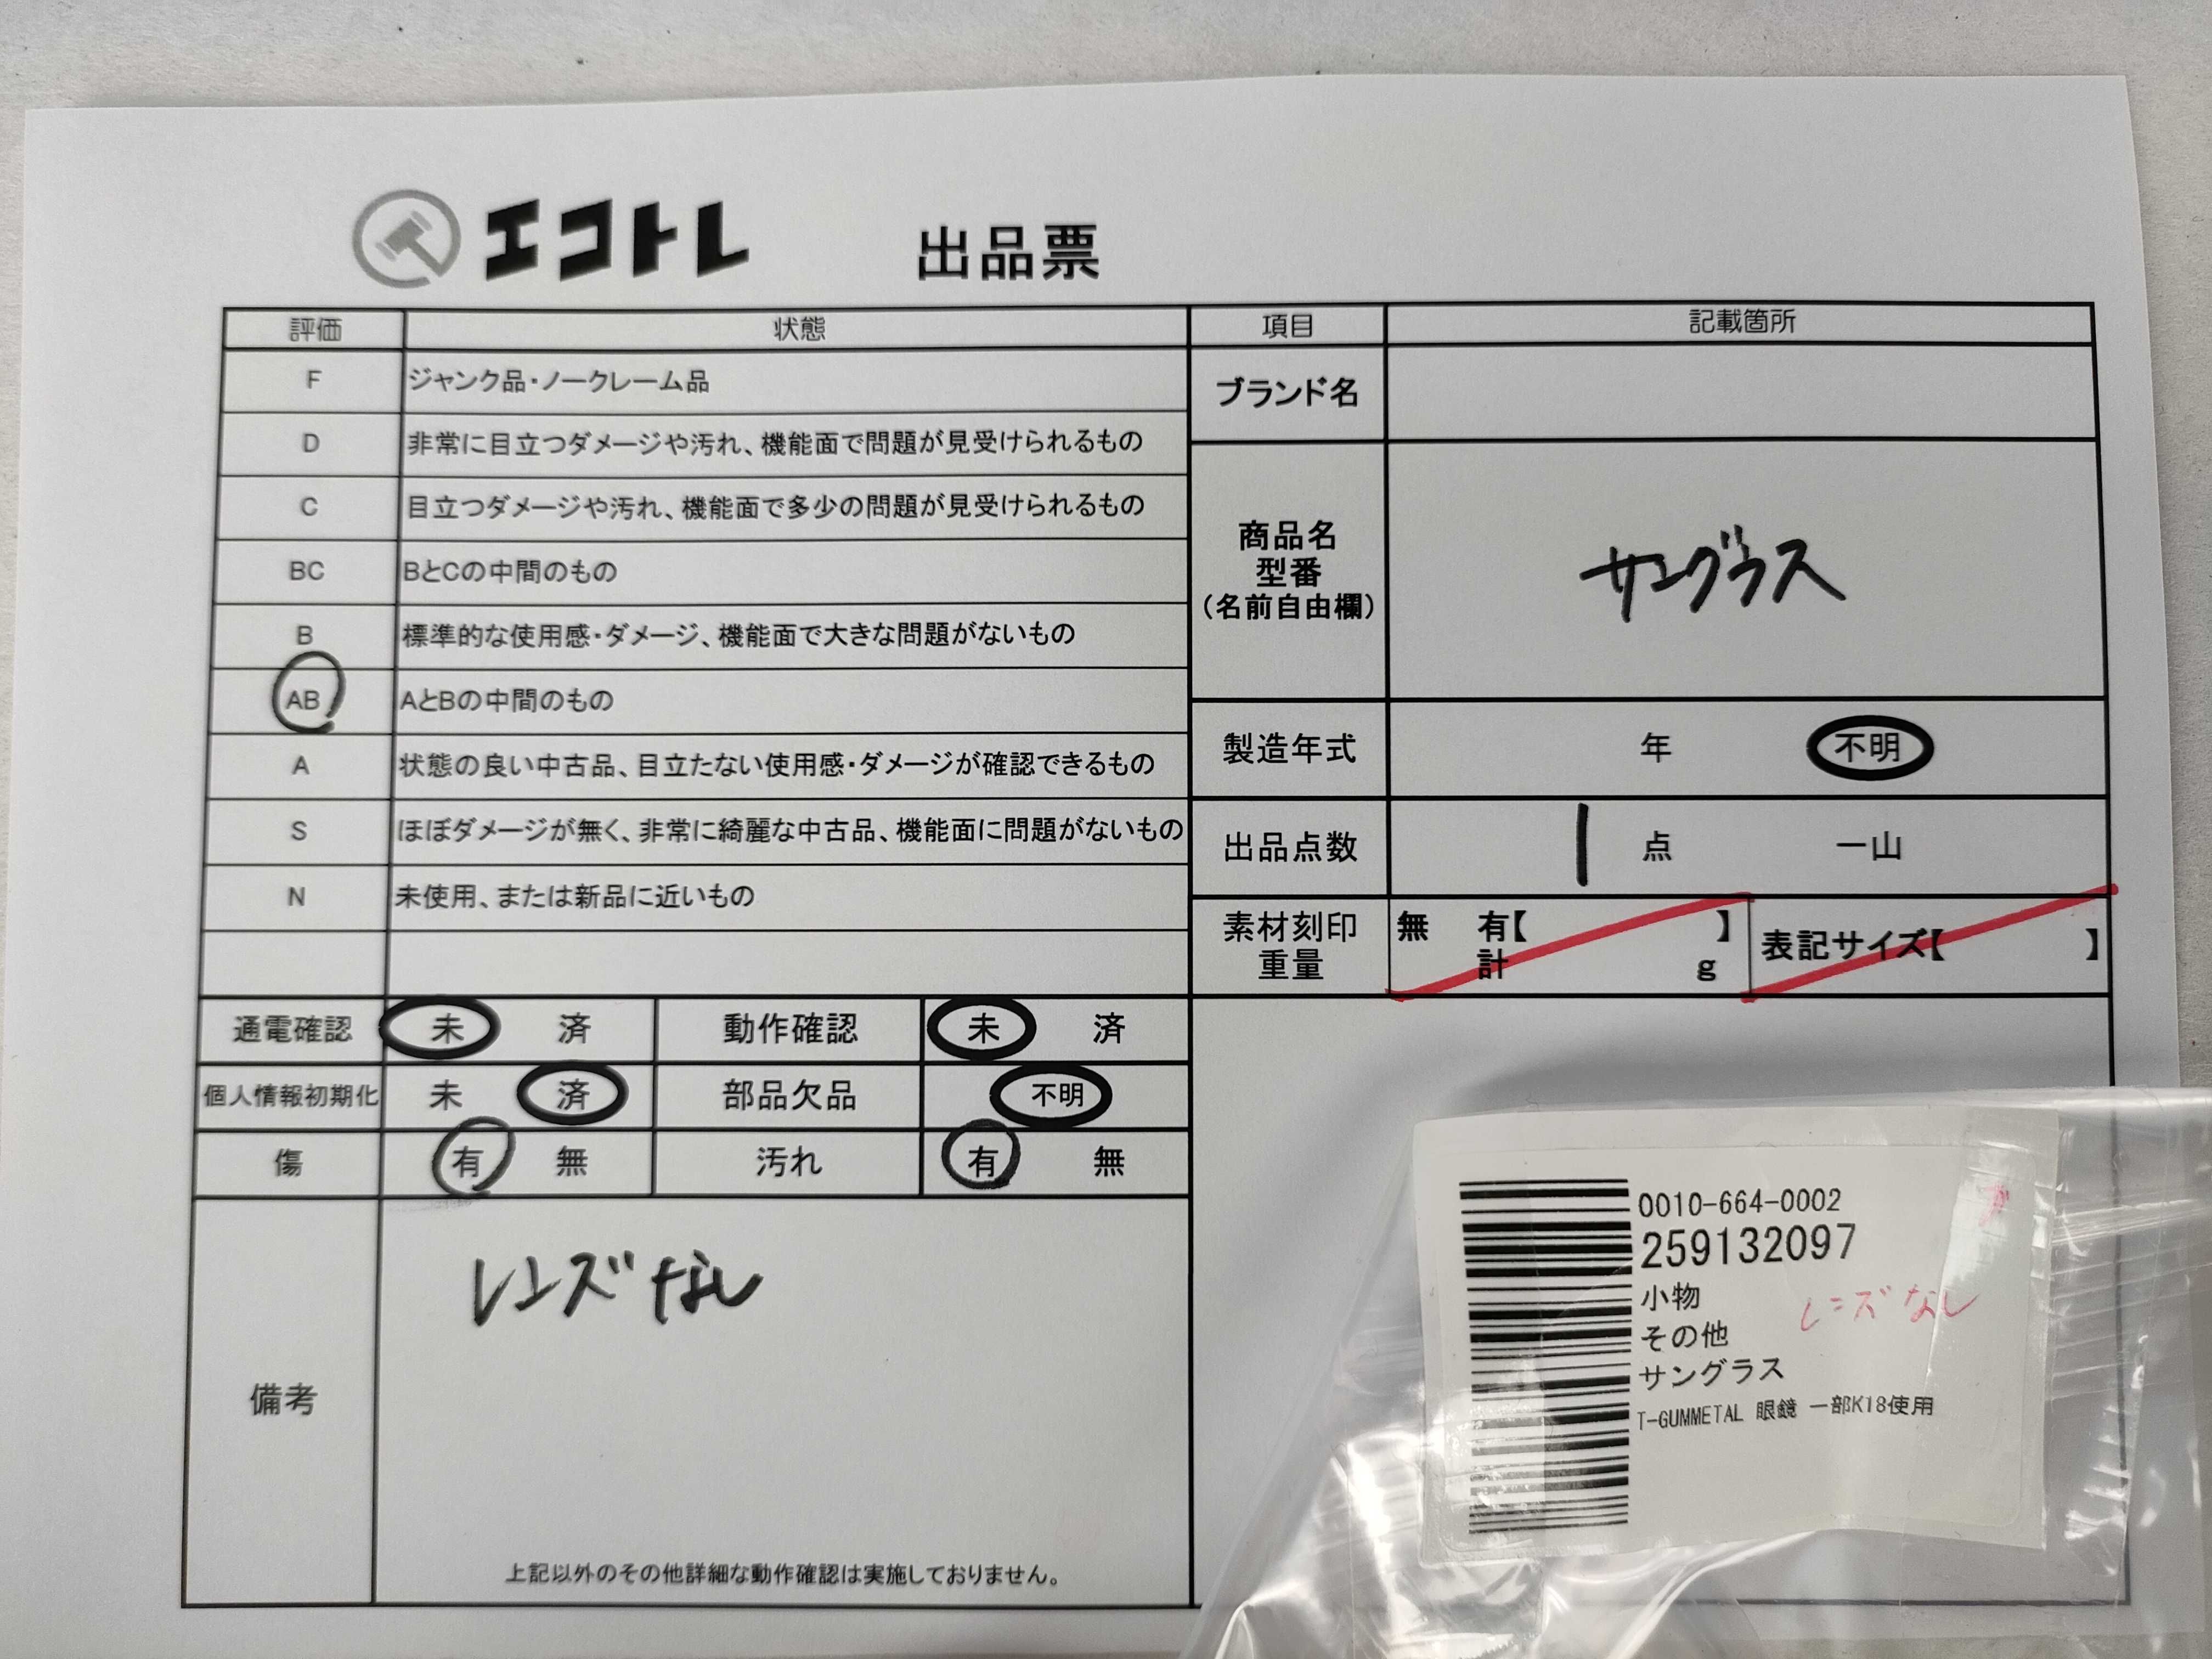 エコトレ 出品票
評価 状態
F ジャンク品・ノークレーム品
D 非常に目立つダメージや汚れ、機能面で問題が見受けられるもの
C 目立つダメージや汚れ、機能面で多少の問題が見受けられるもの
BC BとCの中間のもの
B 標準的な使用感・ダメージ、機能面で大きな問題がないもの
AB AとBの中間のもの
A 状態の良い中古品、目立たない使用感・ダメージが確認できるもの
S ほぼダメージが無く、非常に綺麗な中古品、機能面に問題がないもの
N 未使用、または新品に近いもの
項目 記載箇所
ブランド名
商品名
型番
(名前自由欄)
サングラス
製造年式 年 不明
出品点数 1 点 一山
素材刻印
重量
無 有【 】
計 g
表記サイズ【 】
通電確認 未 済 動作確認 未 済
個人情報初期化 未 済 部品欠品 不明
傷 有 無 汚れ 有 無
備考
レンズなし
上記以外のその他詳細な動作確認は実施しておりません。
0010-664-0002
259132097
小物
その他
サングラス
T-GUMMETAL 眼鏡 一部K18使用
レンズなし